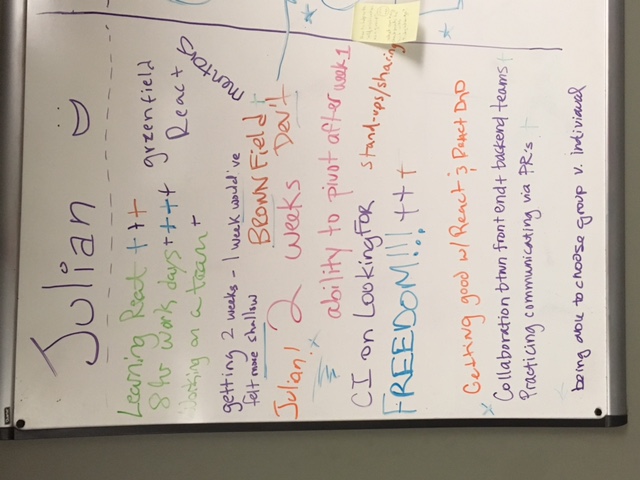 Julian
Learning React +++
8 hr work days +++++
Working on a team +
greenfield
React
mentors
getting 2 weeks - 1 week would've
felt more shallow
BROWN Field
Dev't
Julian!
2 weeks
ability to pivot after week 1
CI on LookingFOR
stand-ups/sharing
FREEDOM!!! +++
Getting good w/ React & React DnD
Collaboration btwn front end + backend teams +
Practicing communicating via PR's +
being able to choose group v. individual